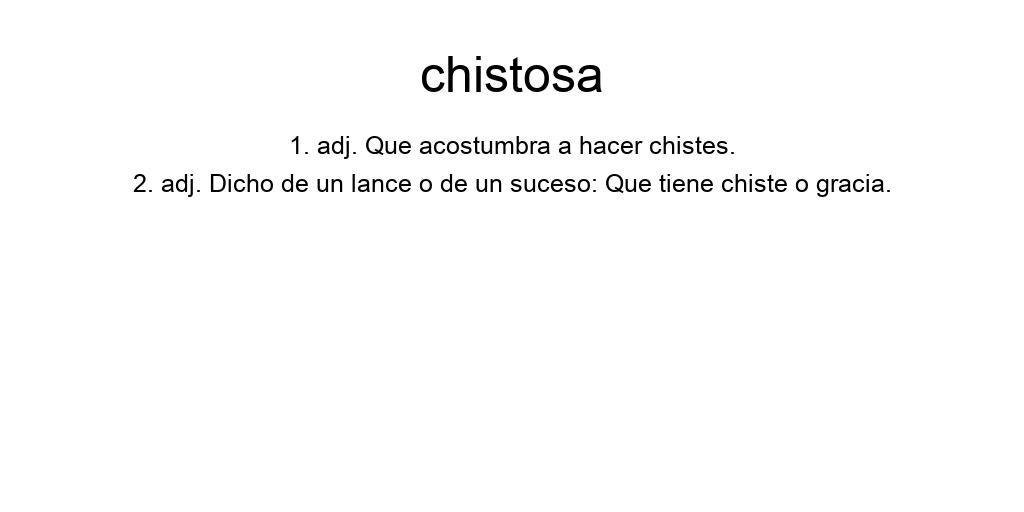 chistosa
1. adj. Que acostumbra a hacer chistes.
2. adj. Dicho de un lance o de un suceso: Que tiene chiste o gracia.